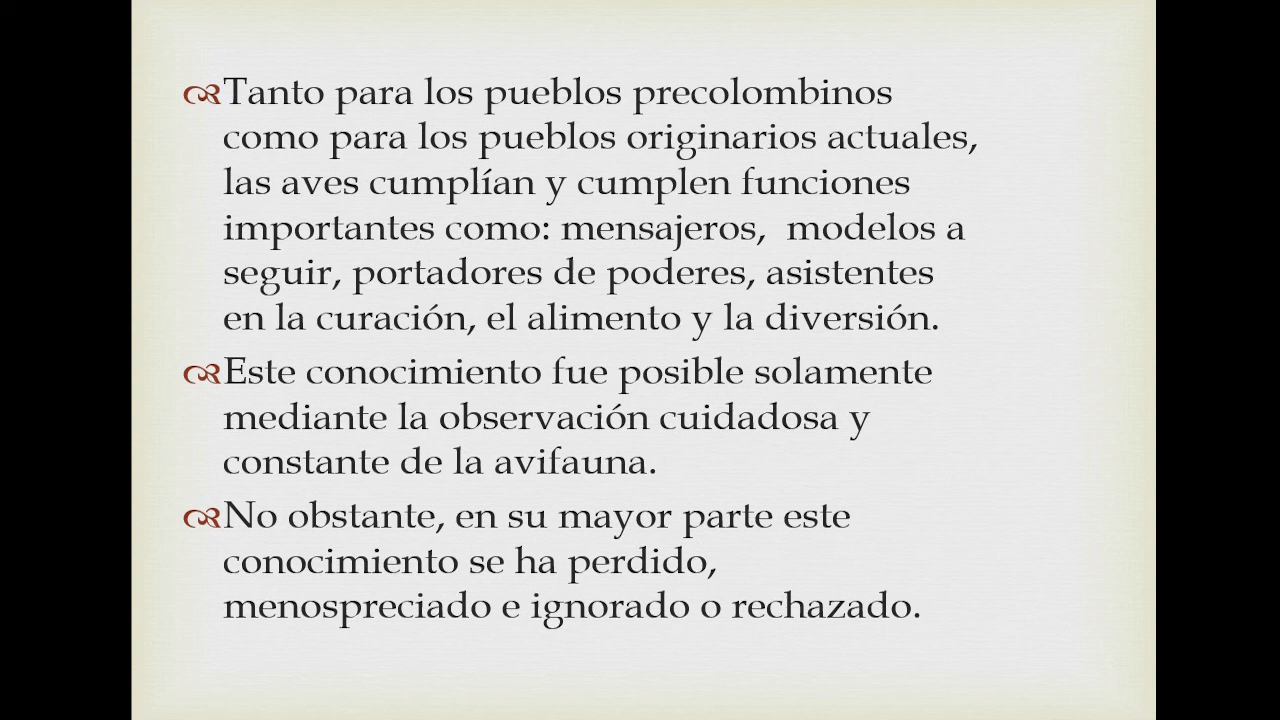 Tanto para los pueblos precolombinos
como para los pueblos originarios actuales,
las aves cumplían y cumplen funciones
importantes como: mensajeros,  modelos a
seguir, portadores de poderes, asistentes
en la curación, el alimento y la diversión.
Este conocimiento fue posible solamente
mediante la observación cuidadosa y
constante de la avifauna.
No obstante, en su mayor parte este
conocimiento se ha perdido,
menospreciado e ignorado o rechazado.